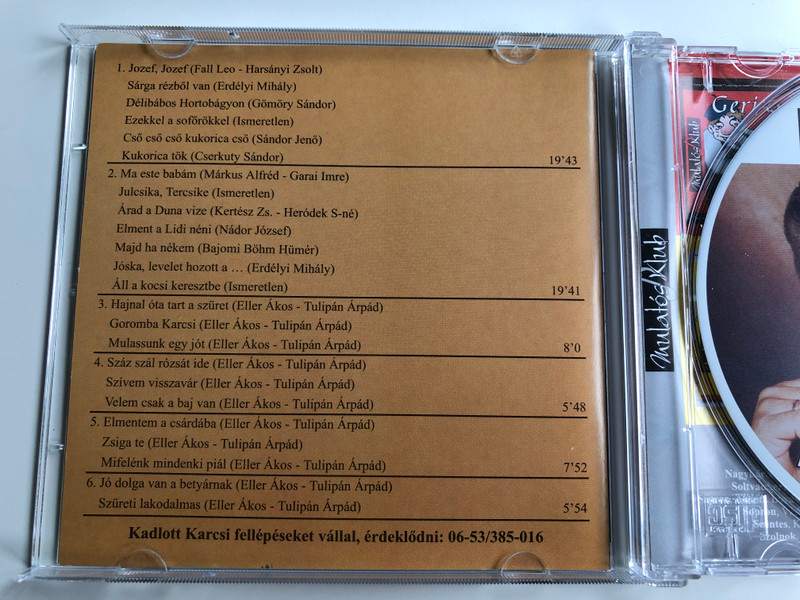 1. Jozef, Jozef (Fall Leo - Harsányi Zsolt)
Sárga rézből van (Erdélyi Mihály)
Délibábos Hortobágyon (Gömöry Sándor)
Ezekkel a soförökkel (Ismeretlen)
Cső cső cső kukorica cső (Sándor Jenő)
Kukorica tök (Cserkuty Sándor) 19'43
2. Ma este babám (Márkus Alfréd - Garai Imre)
Julcsika, Tercsike (Ismeretlen)
Árad a Duna vize (Kertész Zs. - Heródek S-né)
Elment a Lidi néni (Nádor József)
Majd ha nékem (Bajomi Böhm Hümér)
Jóska, levelet hozott a … (Erdélyi Mihály)
Áll a kocsi keresztbe (Ismeretlen) 19'41
3. Hajnal óta tart a szüret (Eller Ákos - Tulipán Árpád)
Goromba Karcsi (Eller Ákos - Tulipán Árpád)
Mulassunk egy jót (Eller Ákos - Tulipán Árpád) 8'0
4. Száz szál rózsát ide (Eller Ákos - Tulipán Árpád)
Szívem visszavár (Eller Ákos - Tulipán Árpád)
Velem csak a baj van (Eller Ákos - Tulipán Árpád) 5'48
5. Elmentem a csárdába (Eller Ákos - Tulipán Árpád)
Zsiga te (Eller Ákos - Tulipán Árpád)
Mifelénk mindenki piál (Eller Ákos - Tulipán Árpád) 7'52
6. Jó dolga van a betyárnak (Eller Ákos - Tulipán Árpád)
Szüreti lakodalmas (Eller Ákos - Tulipán Árpád) 5'54
Kadlott Karcsi fellépéseket vállal, érdeklődni: 06-53/385-016
Mulatós Klub
Mulatós Klub
Sopron,
Szentes,
Szolnok